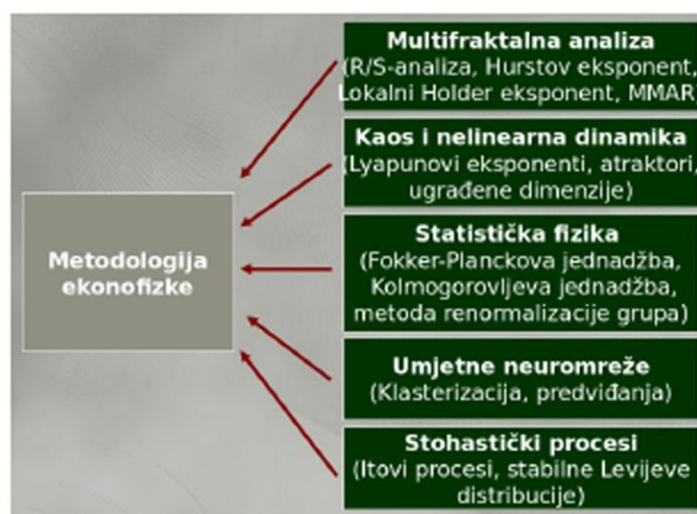 Multifraktalna analiza
(R/S-analiza, Hurstov eksponent,
Lokalni Holder eksponent, MMAR
Kaos i nelinearna dinamika
(Lyapunovi eksponenti, atraktori,
ugrađene dimenzije)
Metodologija
ekonofizke
Statistička fizika
(Fokker-Planckova jednadžba,
Kolmogorovljeva jednadžba,
metoda renormalizacije grupa)
Umjetne neuromreže
(Klasterizacija, predviđanja)
Stohastički procesi
(Itovi procesi, stabilne Levijeve
distribucije)